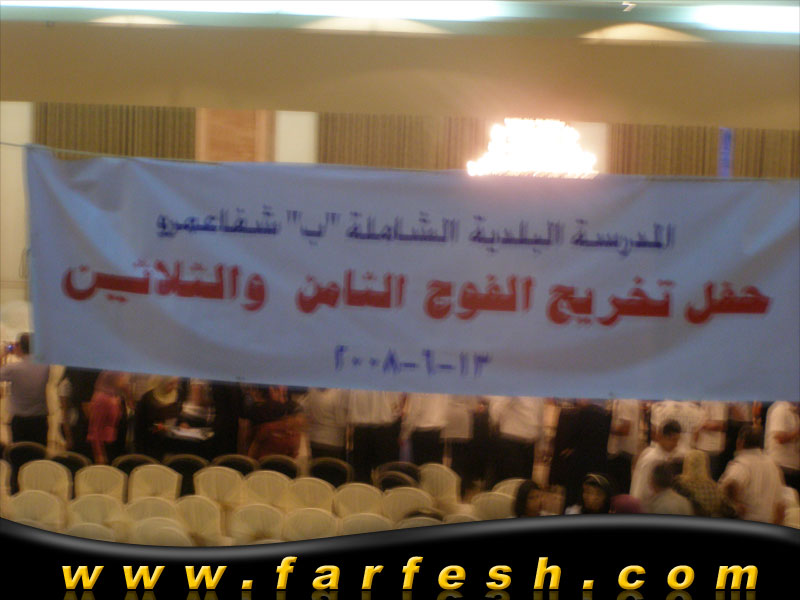 المدرسة البلدية الشاملة "ب" شفاعمرو
حفل تخريج الفوج الثامن والثلاثين
١٣-٦-٢٠٠٨
www.farfesh.com